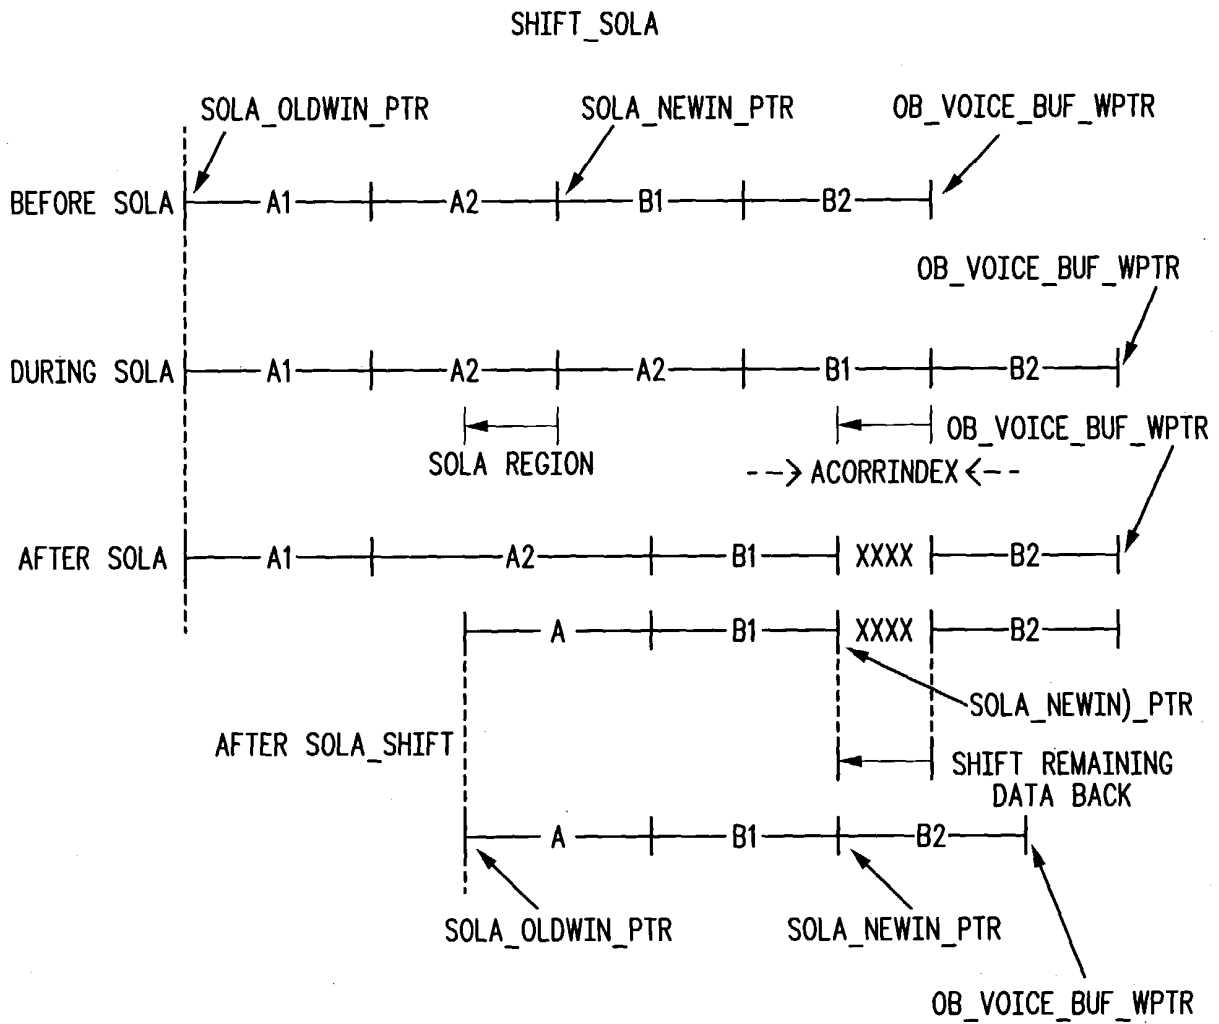 SHIFT_SOLA
SOLA_OLDWIN_PTR
SOLA_NEWIN_PTR
OB_VOICE_BUF_WPTR
BEFORE SOLA
A1
A2
B1
B2
OB_VOICE_BUF_WPTR
DURING SOLA
A1
A2
A2
B1
B2
SOLA REGION
OB_VOICE_BUF_WPTR
ACORRINDEX
AFTER SOLA
A1
A2
B1
XXXX
B2
A
B1
XXXX
B2
SOLA_NEWIN)_PTR
AFTER SOLA_SHIFT
SHIFT REMAINING
DATA BACK
A
B1
B2
SOLA_OLDWIN_PTR
SOLA_NEWIN_PTR
OB_VOICE_BUF_WPTR